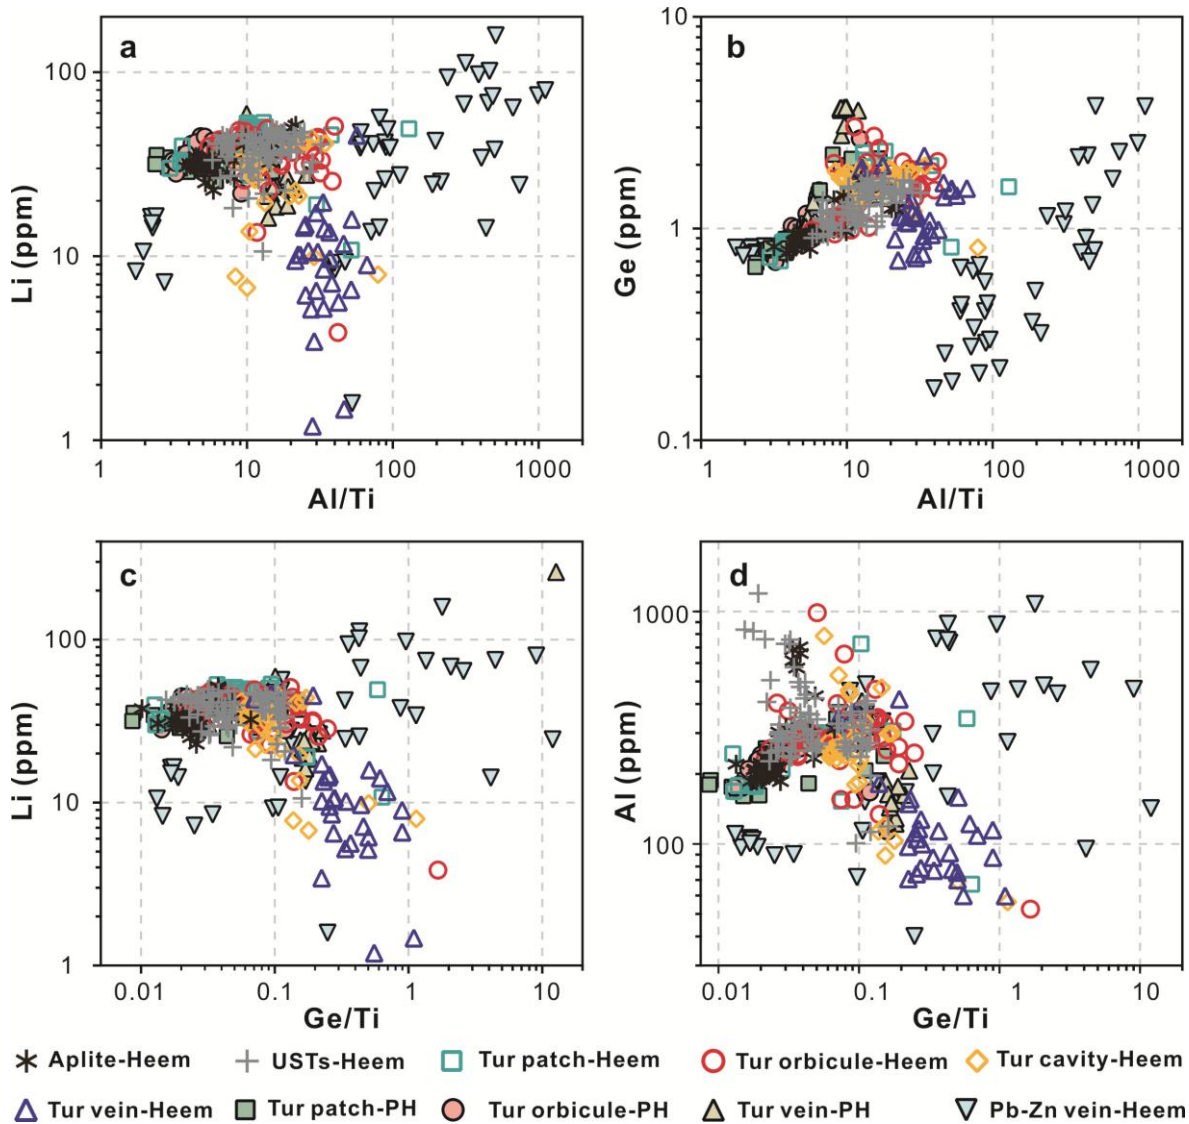 a
100
10
1
Li (ppm)
1 10 100 1000
Al/Ti
b
10
1
0.1
Ge (ppm)
1 10 100 1000
Al/Ti
c
100
10
1
Li (ppm)
0.01 0.1 1 10
Ge/Ti
d
1000
100
Al (ppm)
0.01 0.1 1 10
Ge/Ti
Aplite-Heem USTs-Heem Tur patch-Heem Tur orbicule-Heem Tur cavity-Heem
Tur vein-Heem Tur patch-PH Tur orbicule-PH Tur vein-PH Pb-Zn vein-Heem